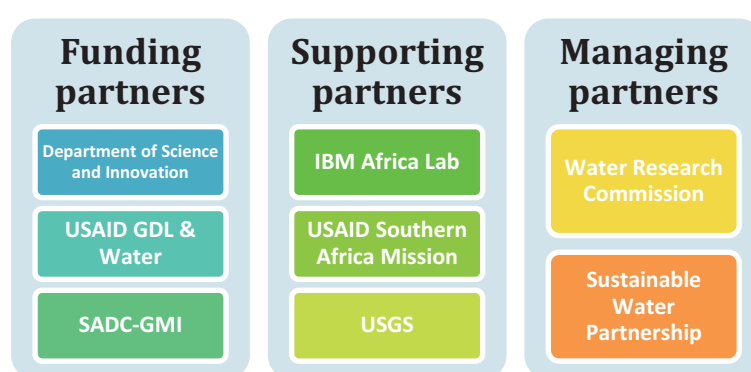 Funding
partners
Department of Science
and Innovation
USAID GDL &
Water
SADC-GMI
Supporting
partners
IBM Africa Lab
USAID Southern
Africa Mission
USGS
Managing
partners
Water Research
Commission
Sustainable
Water
Partnership